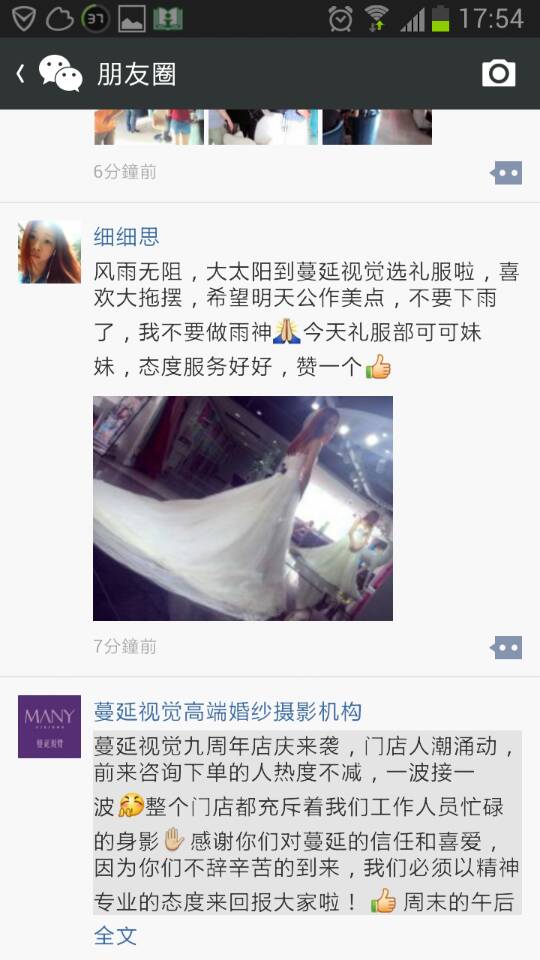 37
17:54
朋友圈
6分鐘前
细细思
风雨无阻，大太阳到蔓延视觉选礼服啦，喜
欢大拖摆，希望明天公作美点，不要下雨
了，我不要做雨神🙏今天礼服部可可妹
妹，态度服务好好，赞一个👍
7分鐘前
蔓延视觉高端婚纱摄影机构
MANY
蔓延视觉九周年店庆来袭，门店人潮涌动，
前来咨询下单的人热度不减，一波接一
波整个门店都充斥着我们工作人员忙碌
的身影✋感谢你们对蔓延的信任和喜爱，
因为你们不辞辛苦的到来，我们必须以精神
专业的态度来回报大家啦！👍周末的午后
全文